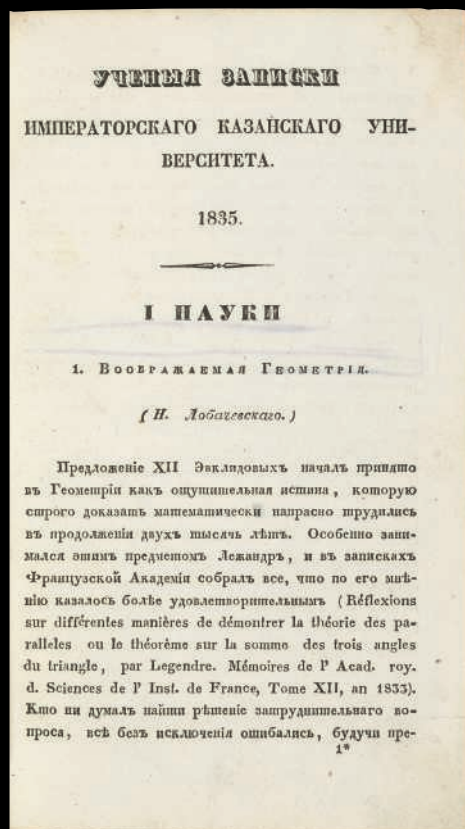 УЧЕНЫЯ ЗАПИСКИ
ИМПЕРАТОРСКАГО КАЗАНСКАГО УНИ-
ВЕРСИТЕТА.
1835.
I НАУКИ
1. Воображаемая Геометрія.
( Н. Лобачевскаго. )
Предложеніе XII Эвклидовыхъ началъ принято
въ Геометріи какъ ощутительная истина, которую
строго доказать математически напрасно трудились
въ продолженіи двухъ тысячь лѣтъ. Особенно зани-
мался этимъ предметомъ Лежандръ, и въ запискахъ
Французской Академіи собралъ все, что по его мнѣ-
нію казалось болѣе удовлетворительнымъ (Réflexions
sur différentes manières de démontrer la théorie des pa-
ralleles ou le théorème sur la somme des trois angles
du triangle, par Legendre. Mémoires de l' Acad. roy.
d. Sciences de l' Inst. de France, Tome XII, an 1833).
Кто ни думалъ найти рѣшеніе затруднительнаго во-
проса, всѣ безъ исключенія ошибались, будучи пре-
1*